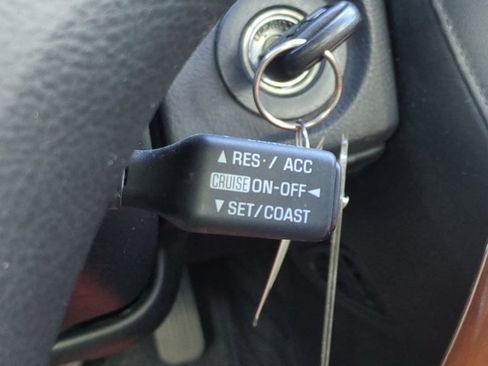 ▲ RES·/ ACC
CRUISE ON-OFF ◄
▼ SET/COAST